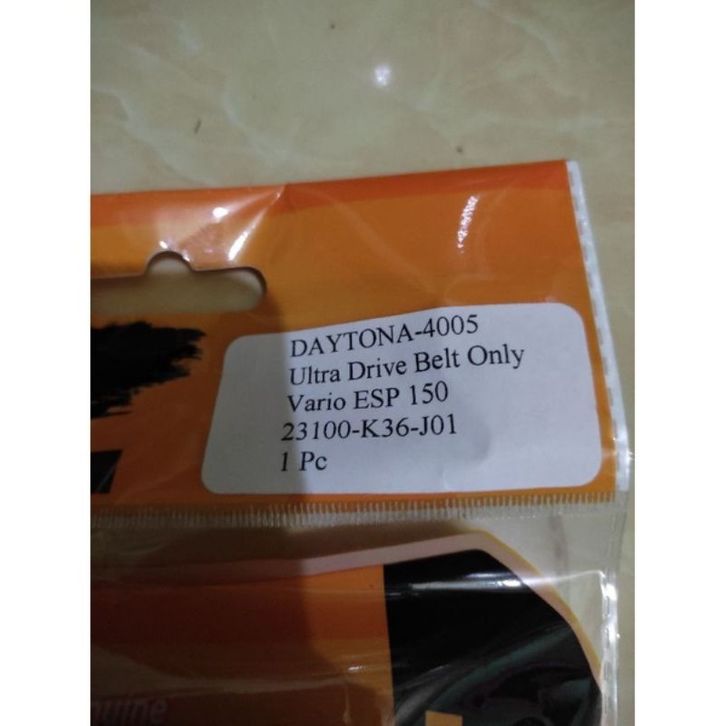 DAYTONA-4005
Ultra Drive Belt Only
Vario ESP 150
23100-K36-J01
1 Pc